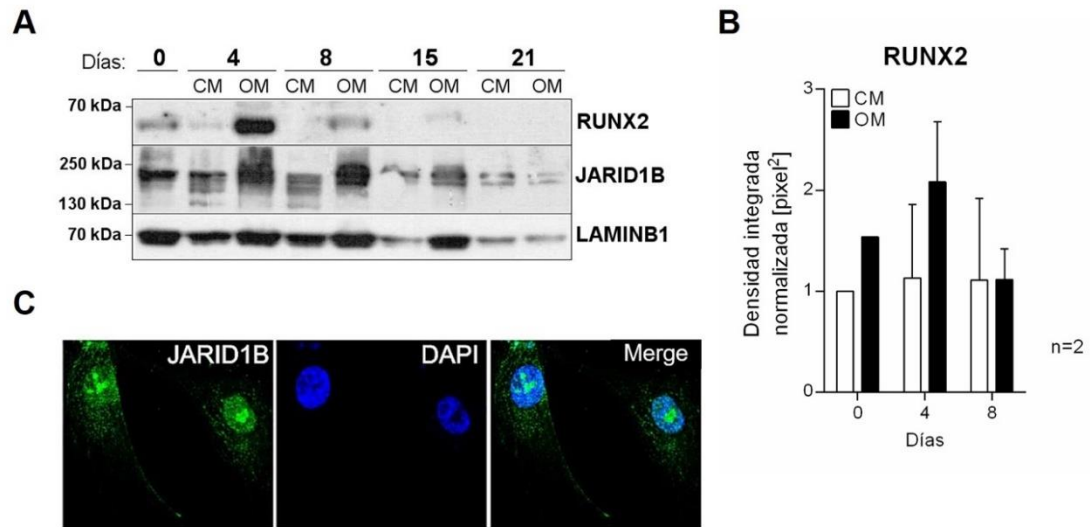 A
Días: 0 4 8 15 21
CM OM CM OM CM OM CM OM
70 kDa
RUNX2
250 kDa
JARID1B
130 kDa
70 kDa
LAMINB1
B
RUNX2
CM
OM
Densidad integrada
normalizada [pixel²]
3
2
1
0
0 4 8
Días
n=2
C
JARID1B
DAPI
Merge